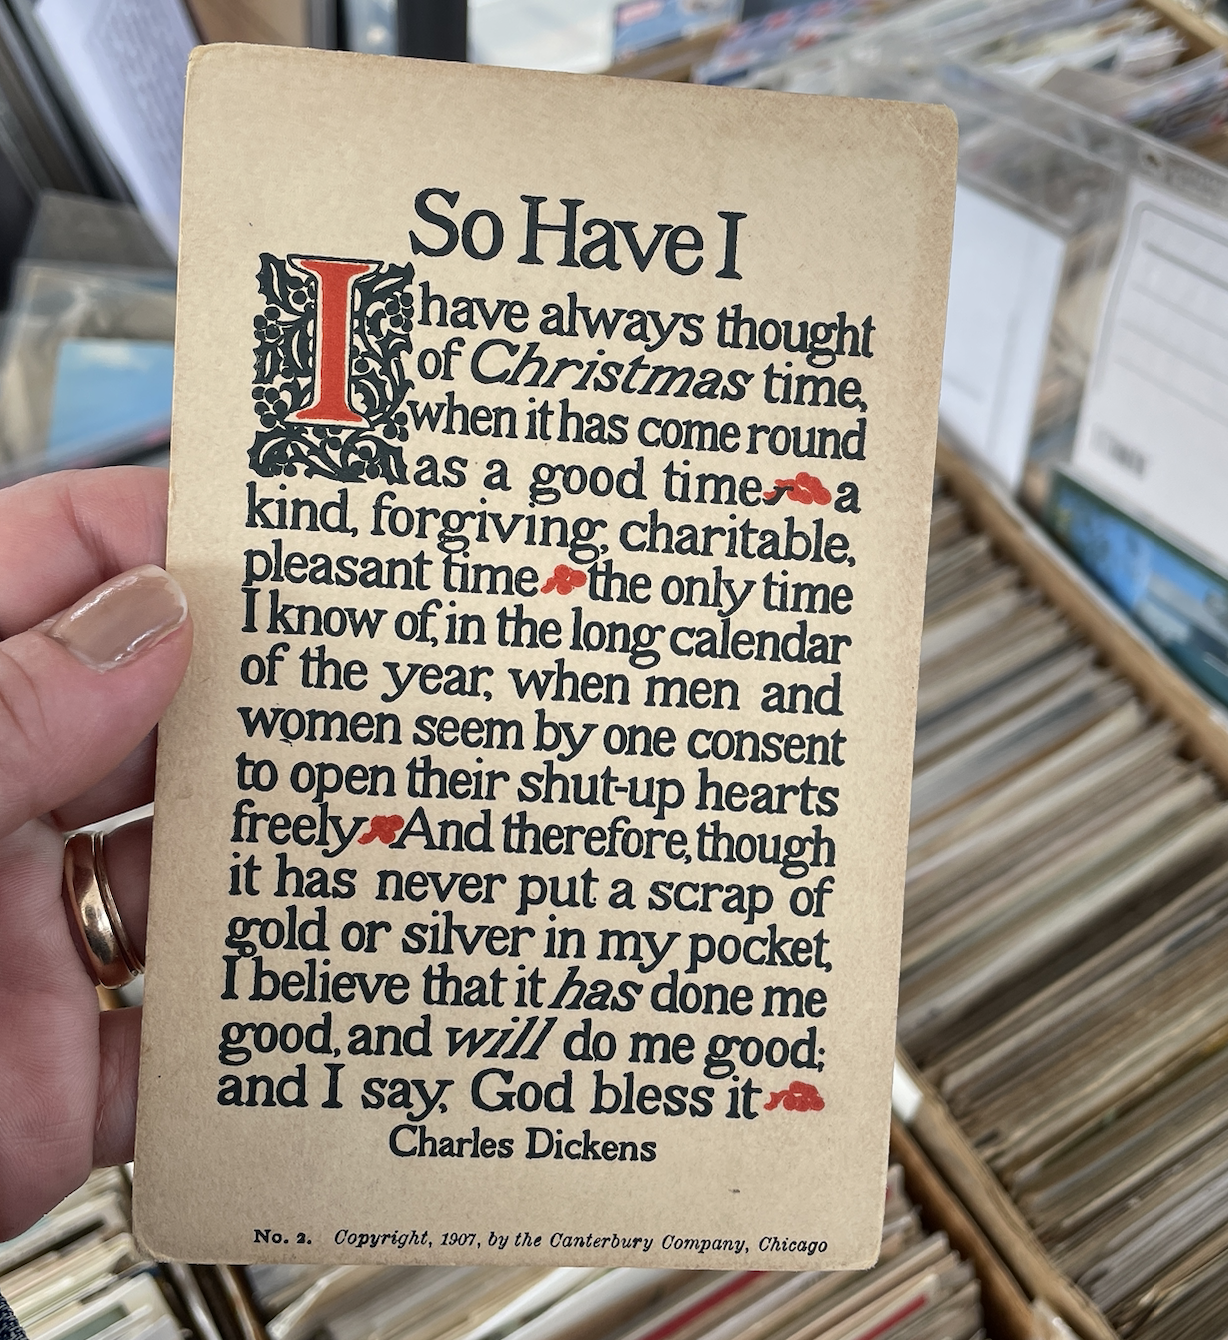 So Have I
I have always thought
of Christmas time,
when it has come round
as a good time a
kind, forgiving, charitable,
pleasant time the only time
I know of, in the long calendar
of the year, when men and
women seem by one consent
to open their shut-up hearts
freely And therefore, though
it has never put a scrap of
gold or silver in my pocket,
I believe that it has done me
good, and will do me good;
and I say, God bless it
Charles Dickens
No. 2. Copyright, 1907, by the Canterbury Company, Chicago